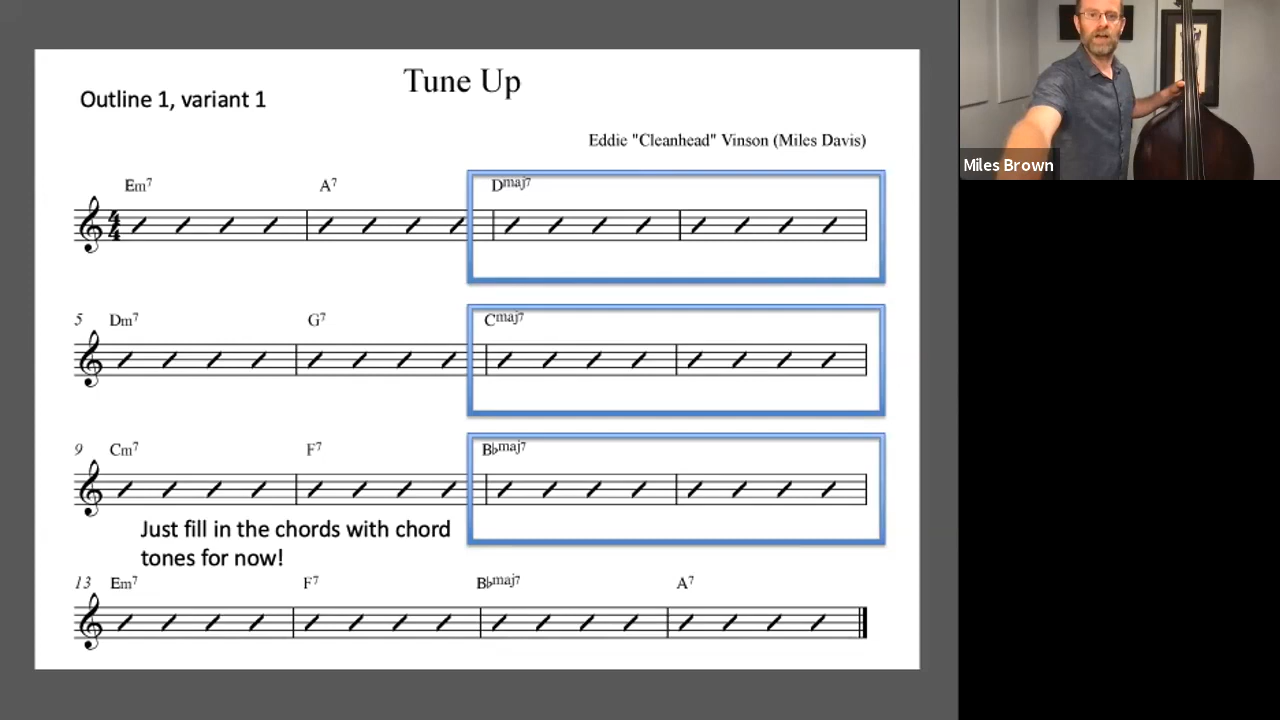 Tune Up
Outline 1, variant 1
Eddie "Cleanhead" Vinson (Miles Davis)
Miles Brown
Em7 A7 Dmaj7
4/4
5 Dm7 G7 Cmaj7
9 Cm7 F7 B♭maj7
Just fill in the chords with chord
tones for now!
13 Em7 F7 B♭maj7 A7